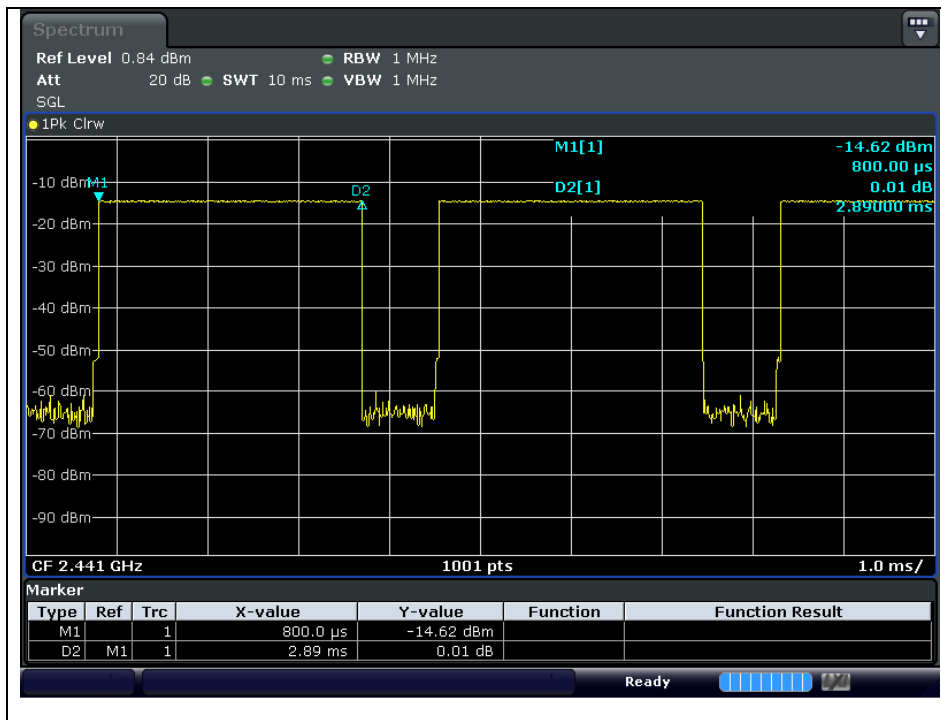 Spectrum
Ref Level 0.84 dBm RBW 1 MHz
Att 20 dB SWT 10 ms VBW 1 MHz
SGL
1Pk Clrw
M1[1] -14.62 dBm
800.00 µs
-10 dBm M1 D2 D2[1] 0.01 dB
2.89000 ms
-20 dBm
-30 dBm
-40 dBm
-50 dBm
-60 dBm
-70 dBm
-80 dBm
-90 dBm
CF 2.441 GHz 1001 pts 1.0 ms/
Marker
Type Ref Trc X-value Y-value Function Function Result
M1 1 800.0 µs -14.62 dBm
D2 M1 1 2.89 ms 0.01 dB
Ready